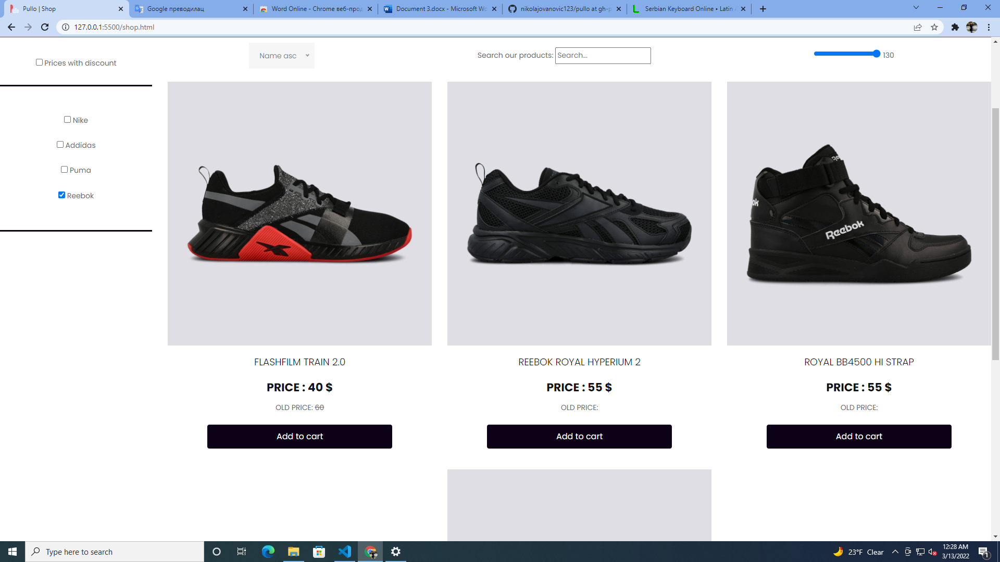 Pullo | Shop
Google преводилац
Word Online - Chrome веб-прод
Document 3.docx - Microsoft Wo
nikolajovanovic123/pullo at gh-p
Serbian Keyboard Online • Latin A
127.0.0.1:5500/shop.html
Prices with discount
Name asc
Search our products: Search...
130
Nike
Addidas
Puma
Reebok
Reebok
FLASHFILM TRAIN 2.0
REEBOK ROYAL HYPERIUM 2
ROYAL BB4500 HI STRAP
PRICE : 40 $
PRICE : 55 $
PRICE : 55 $
OLD PRICE: 60
OLD PRICE:
OLD PRICE:
Add to cart
Add to cart
Add to cart
Type here to search
23°F Clear
12:28 AM
3/13/2022
1